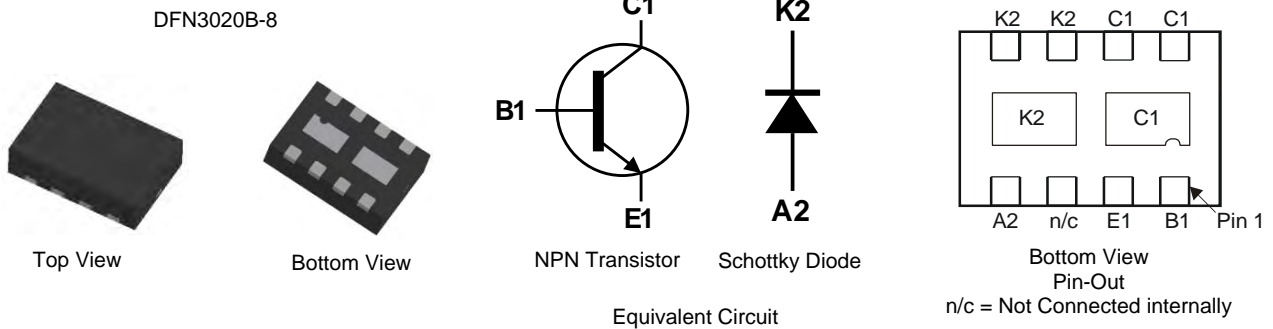 DFN3020B-8
Top View
Bottom View
C1
B1
E1
NPN Transistor
K2
A2
Schottky Diode
Equivalent Circuit
K2 K2 C1 C1
K2 C1
A2 n/c E1 B1 Pin 1
Bottom View
Pin-Out
n/c = Not Connected internally